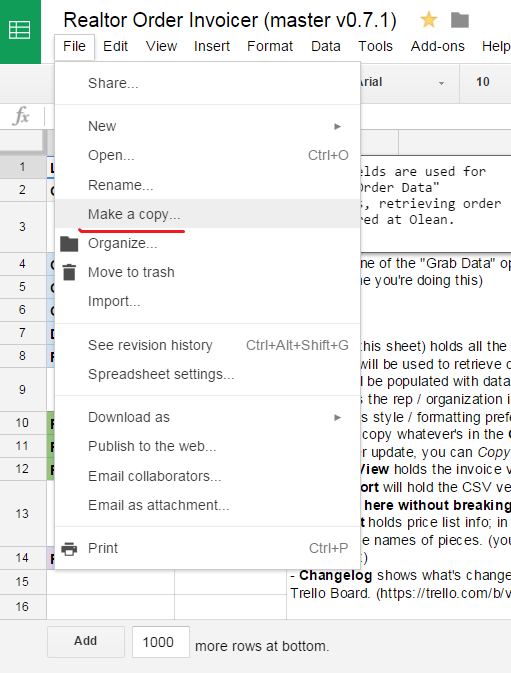 Realtor Order Invoicer (master v0.7.1)
File Edit View Insert Format Data Tools Add-ons Help
Share...
rial 10
fx
New
Open... Ctrl+O
Rename...
Make a copy...
Organize...
Move to trash
Import...
See revision history Ctrl+Alt+Shift+G
Spreadsheet settings...
Download as
Publish to the web...
Email collaborators...
Email as attachment...
Print Ctrl+P
1
2
3
4
5
6
7
8
9
10
11
12
13
14
15
16
elds are used for
Order Data"
s, retrieving order
red at Olean.
ne of the "Grab Data" op
ne you're doing this)
this sheet) holds all the
will be used to retrieve o
l be populated with data
s the rep / organization i
s style / formatting prefe
copy whatever's in the
r update, you can Copy
View holds the invoice v
ort will hold the CSV ve
here without breaking
t holds price list info; in
e names of pieces. (you
t)
- Changelog shows what's change
Trello Board. (https://trello.com/b/v
Add 1000 more rows at bottom.